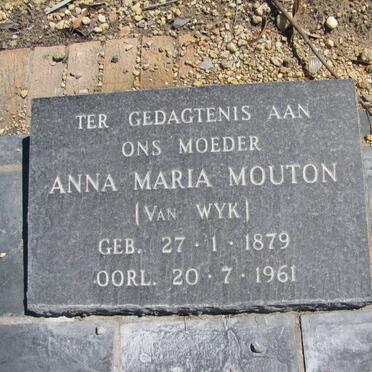 TER GEDAGTENIS AAN
ONS MOEDER
ANNA MARIA MOUTON
(VAN WYK)
GEB. 27·1·1879
OORL. 20·7·1961